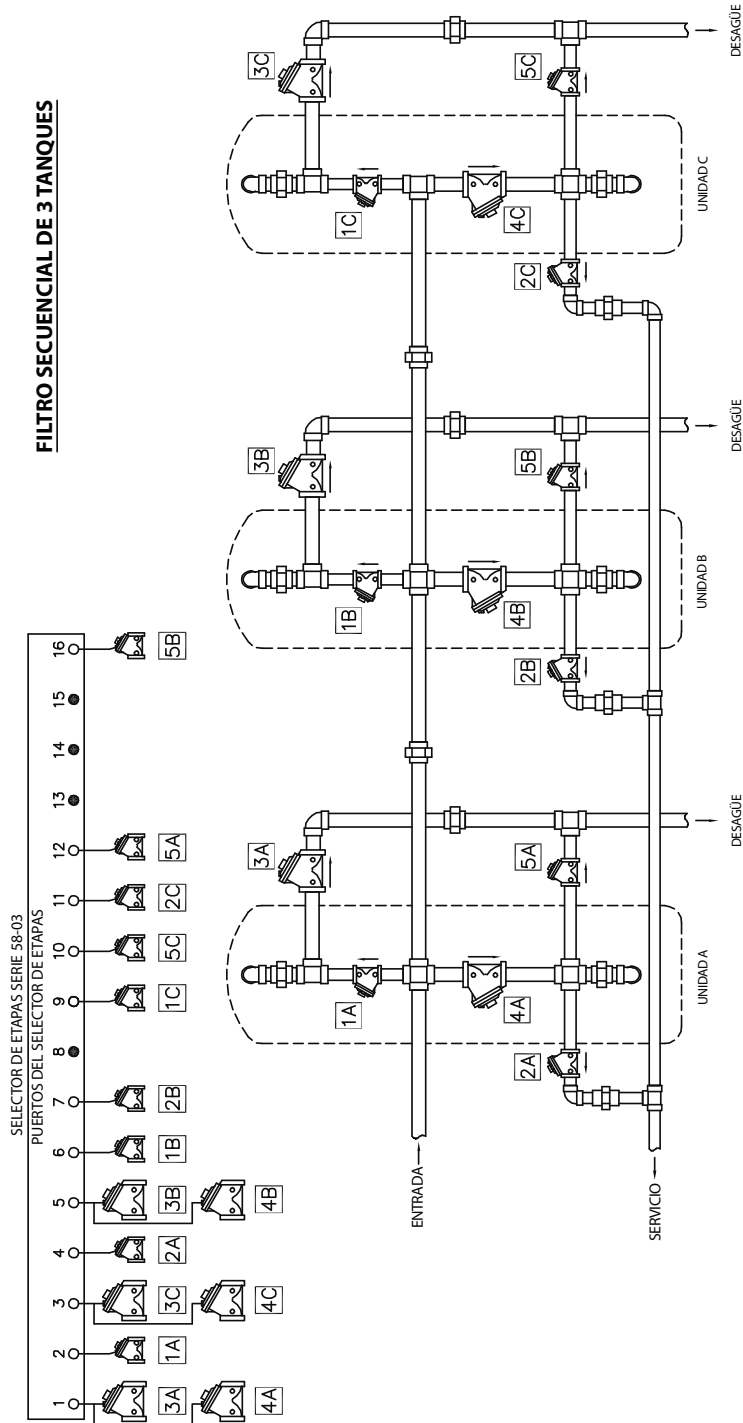 FILTRO SECUENCIAL DE 3 TANQUES
SELECTOR DE ETAPAS SERIE 58-03
PUERTOS DEL SELECTOR DE ETAPAS
1 2 3 4 5 6 7 8 9 10 11 12 13 14 15 16
3A 1A 3C 2A 3B 1B 2B 1C 5C 2C 5A 5B
4A 4C 4B
3A 3B 3C
1A 1B 1C
ENTRADA
4A 4B 4C
2A 5A 2B 5B 2C 5C
SERVICIO
UNIDAD A
UNIDAD B
UNIDAD C
DESAGÜE
DESAGÜE
DESAGÜE